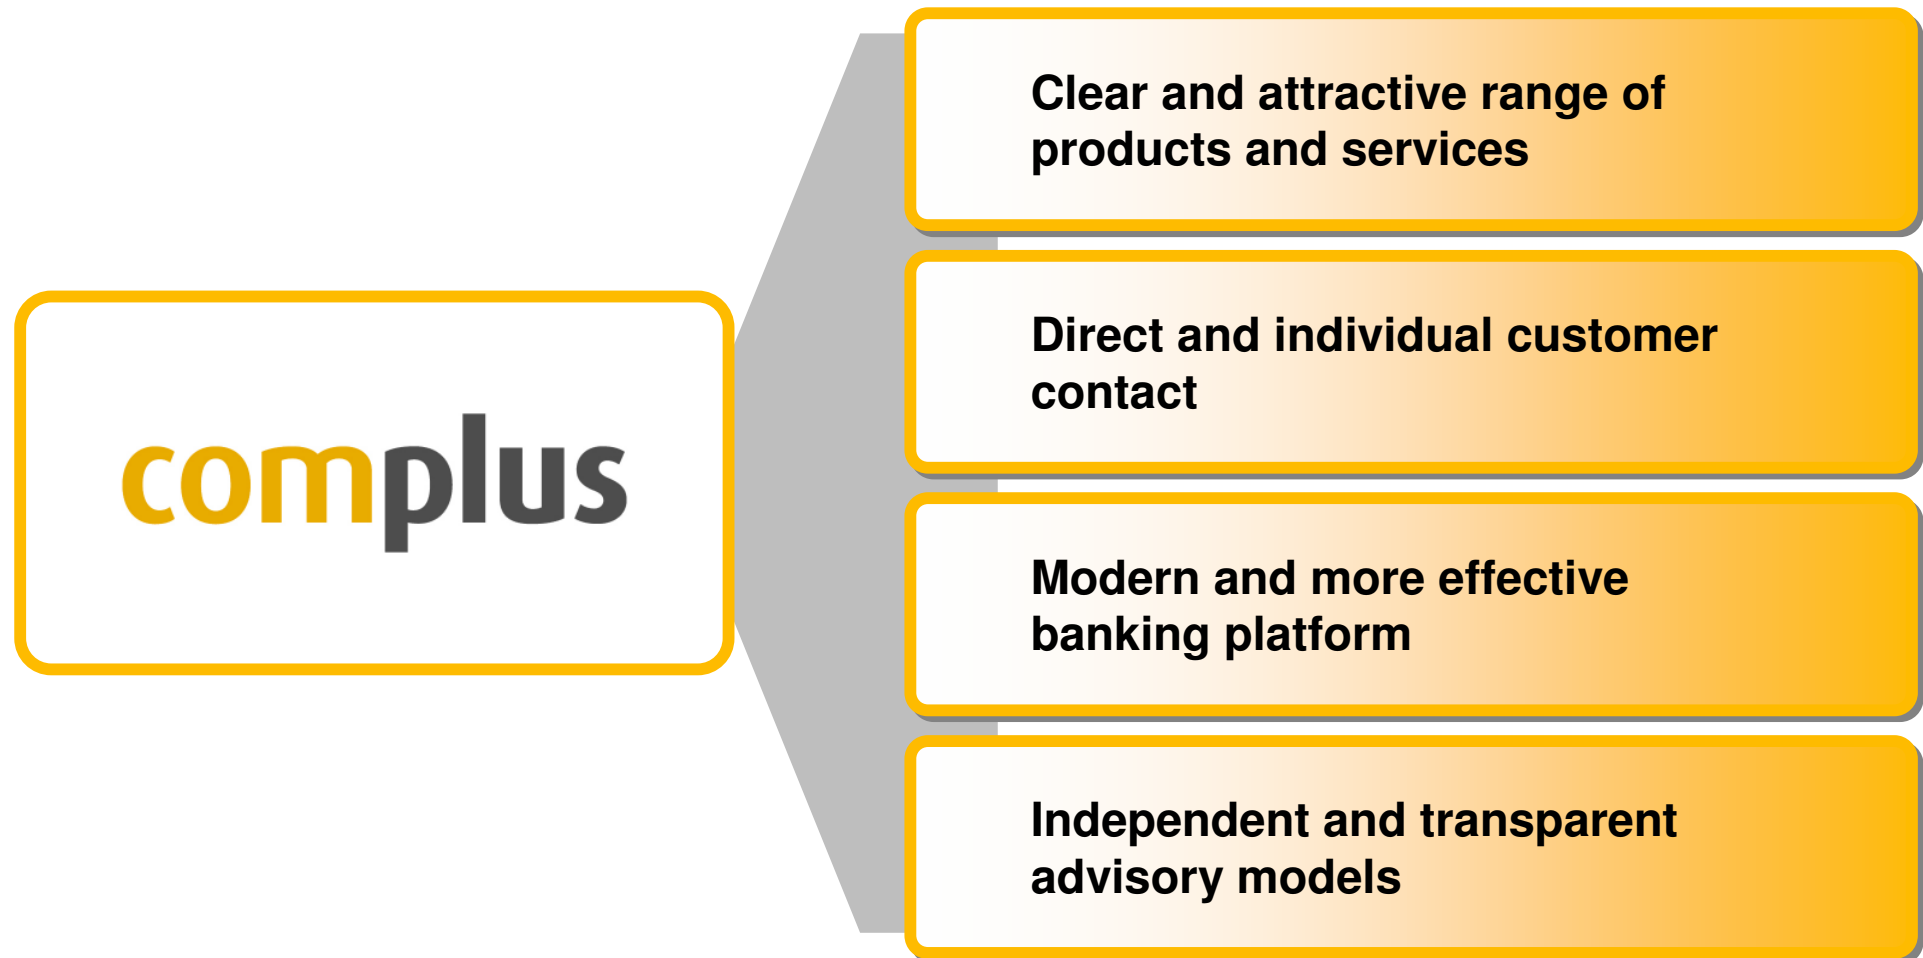 complus
Clear and attractive range of
products and services
Direct and individual customer
contact
Modern and more effective
banking platform
Independent and transparent
advisory models